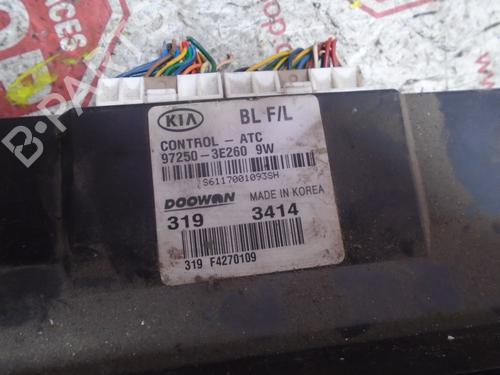 KIA
BL F/L
CONTROL - ATC
97250-3E260 9W
S6117001093SH
DOOWON MADE IN KOREA
319 3414
319 F4270109
B-PARTS